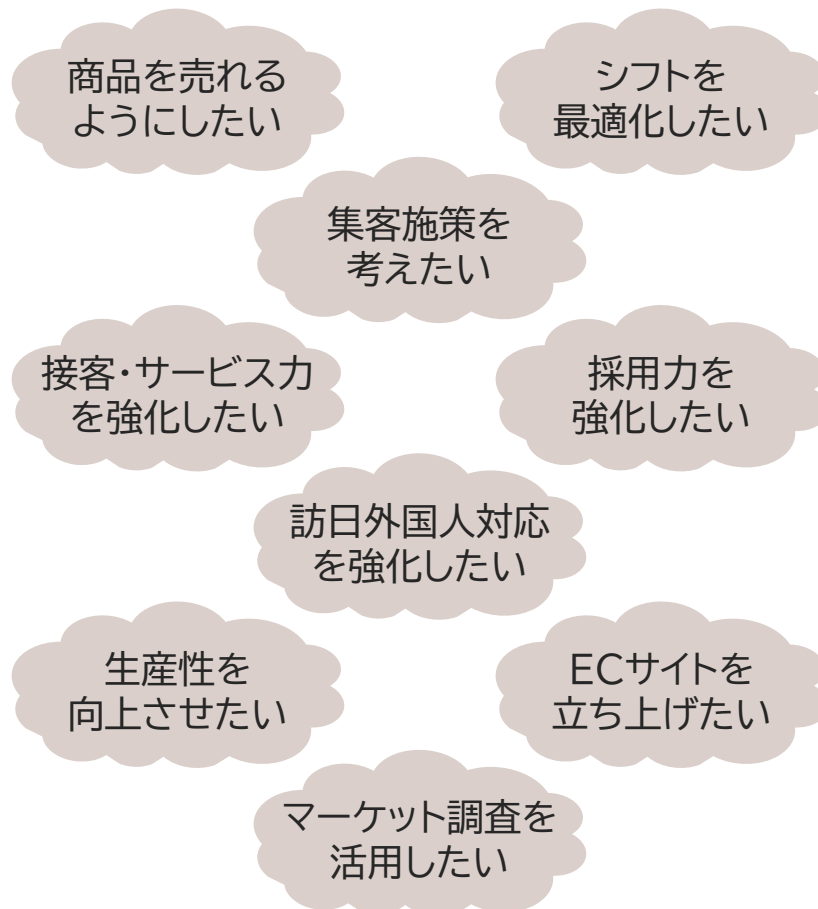 商品を売れる
ようにしたい
シフトを
最適化したい
集客施策を
考えたい
接客・サービス力
を強化したい
採用力を
強化したい
訪日外国人対応
を強化したい
生産性を
向上させたい
ECサイトを
立ち上げたい
マーケット調査を
活用したい